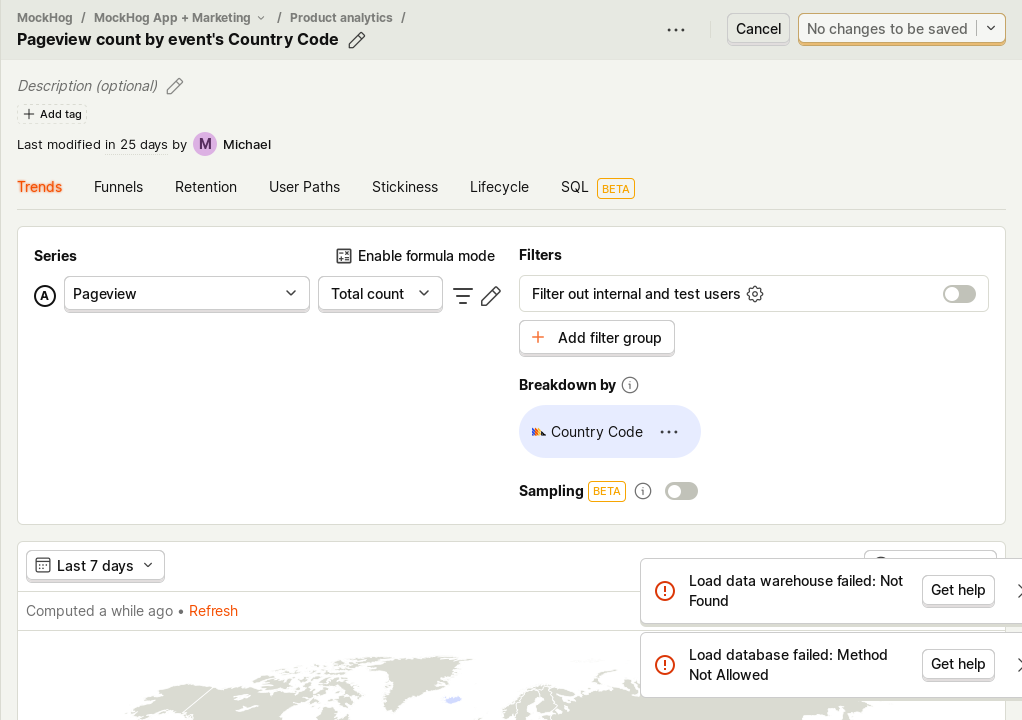 MockHog / MockHog App + Marketing / Product analytics /
Pageview count by event's Country Code
Cancel
No changes to be saved
Description (optional)
Add tag
Last modified in 25 days by M Michael
Trends Funnels Retention User Paths Stickiness Lifecycle SQL BETA
Series
Enable formula mode
A Pageview
Total count
Filters
Filter out internal and test users
Add filter group
Breakdown by
Country Code
Sampling BETA
Last 7 days
Computed a while ago • Refresh
Load data warehouse failed: Not
Found
Get help
Load database failed: Method
Not Allowed
Get help